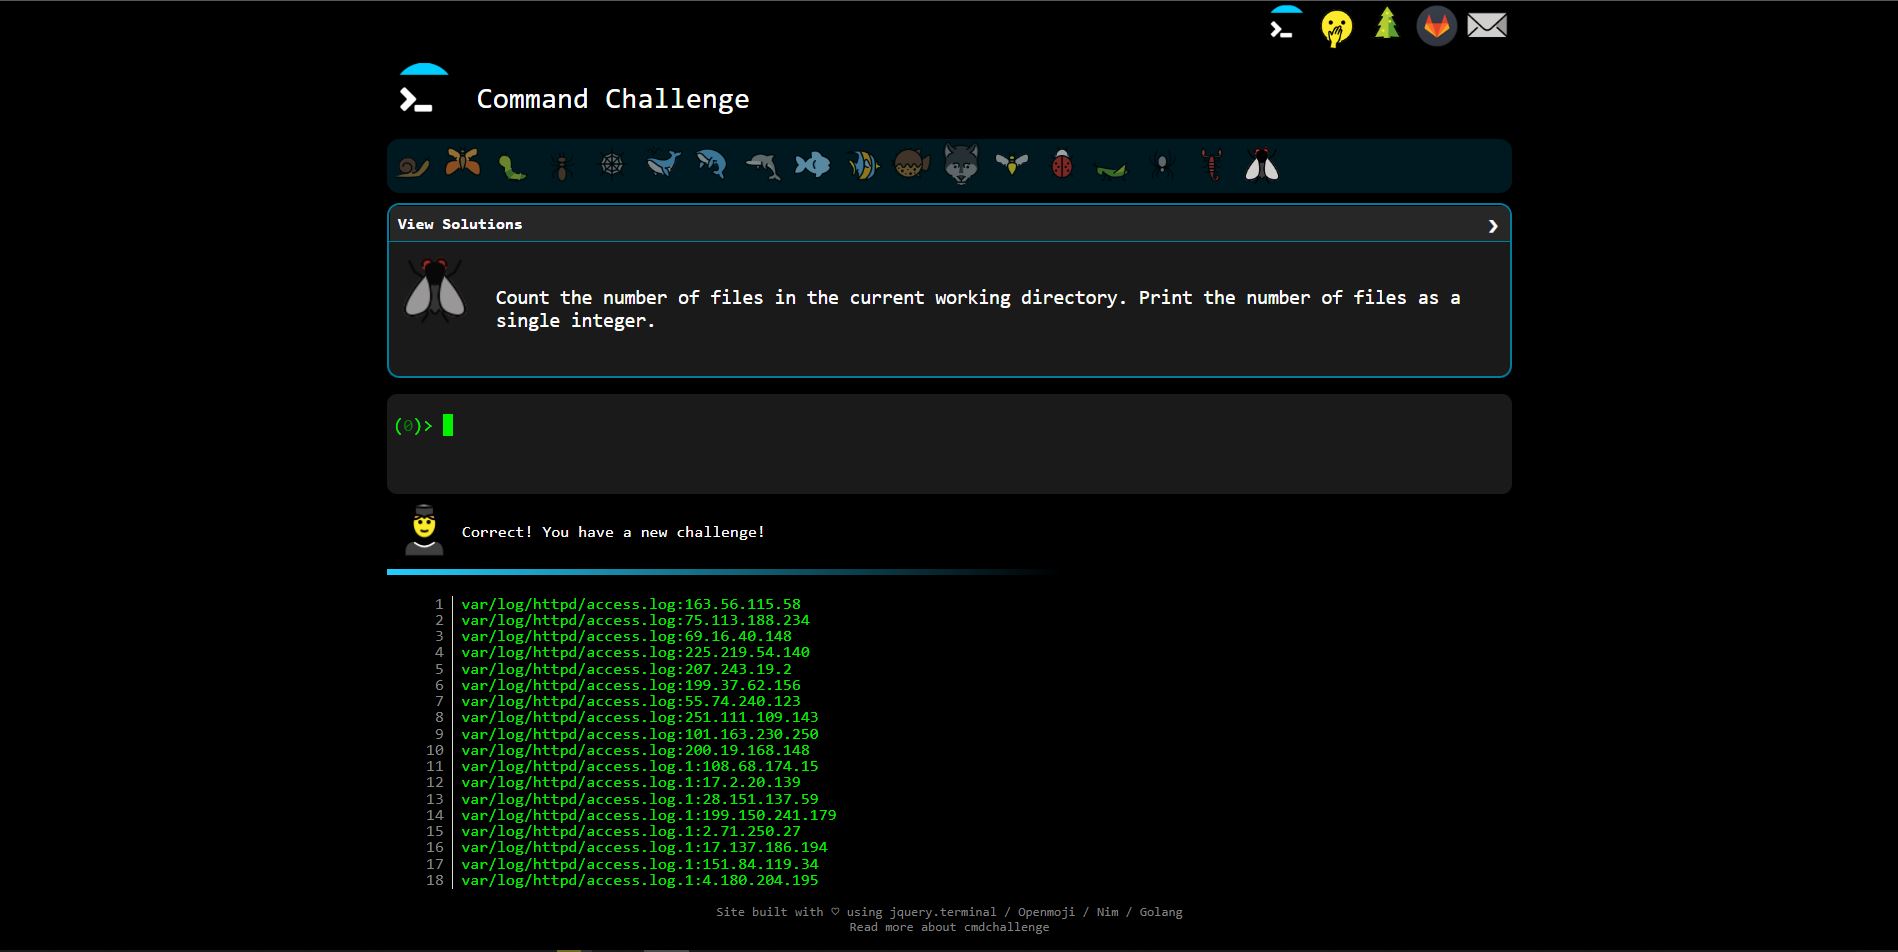 Command Challenge
View Solutions
Count the number of files in the current working directory. Print the number of files as a
single integer.
(0)>
Correct! You have a new challenge!
1 var/log/httpd/access.log:163.56.115.58
2 var/log/httpd/access.log:75.113.188.234
3 var/log/httpd/access.log:69.16.40.148
4 var/log/httpd/access.log:225.219.54.140
5 var/log/httpd/access.log:207.243.19.2
6 var/log/httpd/access.log:199.37.62.156
7 var/log/httpd/access.log:55.74.240.123
8 var/log/httpd/access.log:251.111.109.143
9 var/log/httpd/access.log:101.163.230.250
10 var/log/httpd/access.log:200.19.168.148
11 var/log/httpd/access.log.1:108.68.174.15
12 var/log/httpd/access.log.1:17.2.20.139
13 var/log/httpd/access.log.1:28.151.137.59
14 var/log/httpd/access.log.1:199.150.241.179
15 var/log/httpd/access.log.1:2.71.250.27
16 var/log/httpd/access.log.1:17.137.186.194
17 var/log/httpd/access.log.1:151.84.119.34
18 var/log/httpd/access.log.1:4.180.204.195
Site built with ♡ using jquery.terminal / Openmoji / Nim / Golang
Read more about cmdchallenge